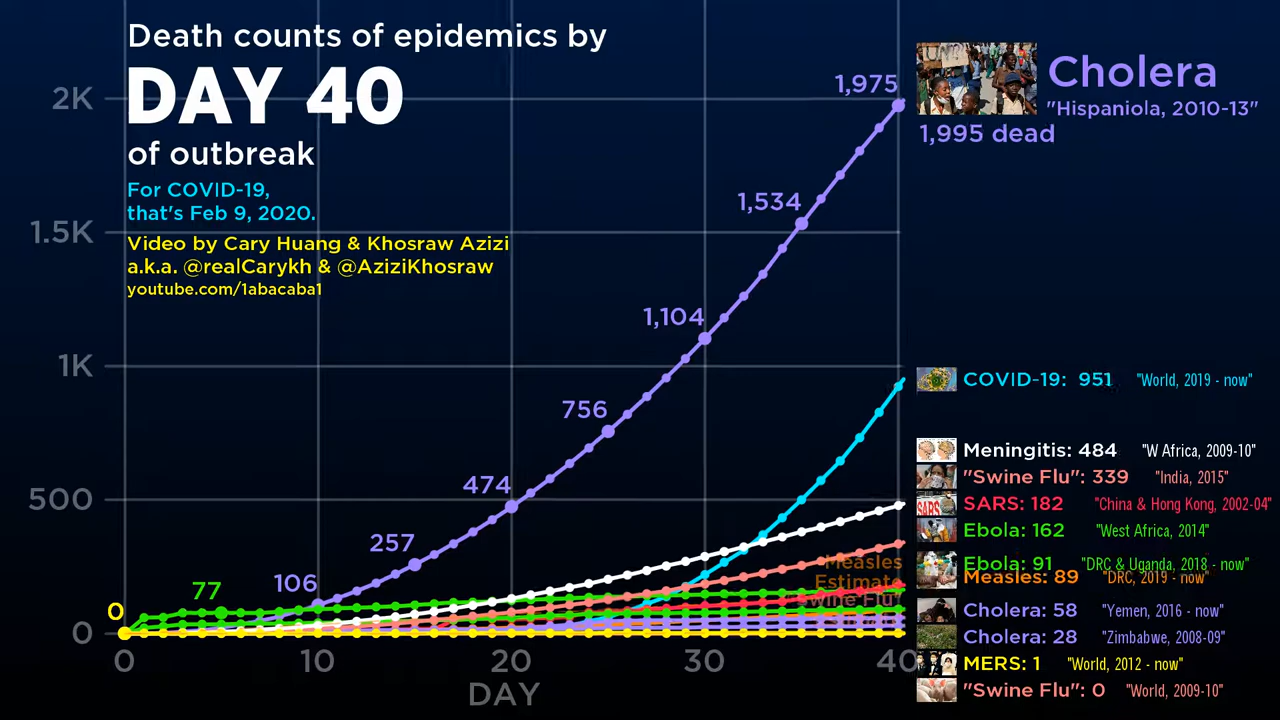 Death counts of epidemics by
DAY 40
of outbreak
For COVID-19,
that's Feb 9, 2020.
Video by Cary Huang & Khosraw Azizi
a.k.a. @realCarykh & @AziziKhosraw
youtube.com/1abacaba1
2K
1.5K
1K
500
0
0
77
106
257
474
756
1,104
1,534
1,975
Cholera
"Hispaniola, 2010-13"
1,995 dead
COVID-19: 951 "World, 2019 - now"
Meningitis: 484 "W Africa, 2009-10"
"Swine Flu": 339 "India, 2015"
SARS
SARS: 182 "China & Hong Kong, 2002-04"
Ebola: 162 "West Africa, 2014"
Ebola: 91 "DRC & Uganda, 2018 - now"
Measles: 89 "DRC, 2019 - now"
Cholera: 58 "Yemen, 2016 - now"
Cholera: 28 "Zimbabwe, 2008-09"
MERS: 1 "World, 2012 - now"
"Swine Flu": 0 "World, 2009-10"
Measles
Estimate
"Swine Flu"
0 10 20 30 40
DAY